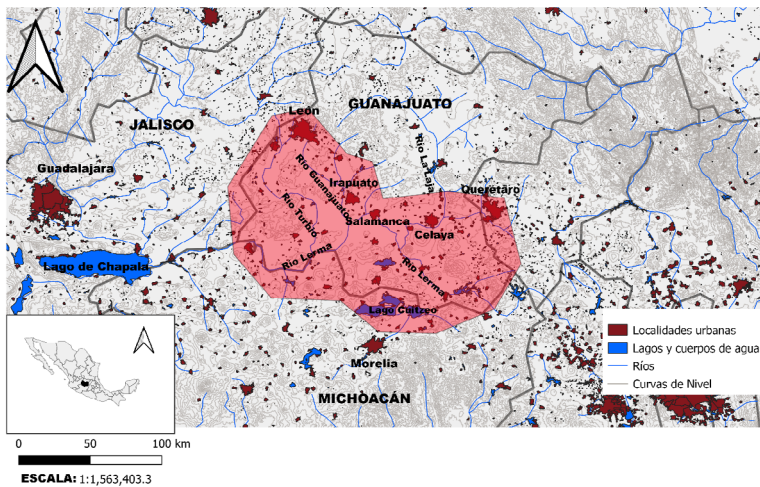 GUANAJUATO
León
JALISCO
Río La Laja
Guadalajara
Río Guanajuato
Irapuato
Querétaro
Río Turbio
Salamanca
Celaya
Río Lerma
Río Lerma
Lago de Chapala
Lago Cuitzeo
Morelia
MICHOACÁN
Localidades urbanas
Lagos y cuerpos de agua
Ríos
Curvas de Nivel
0 50 100 km
ESCALA: 1:1,563,403.3